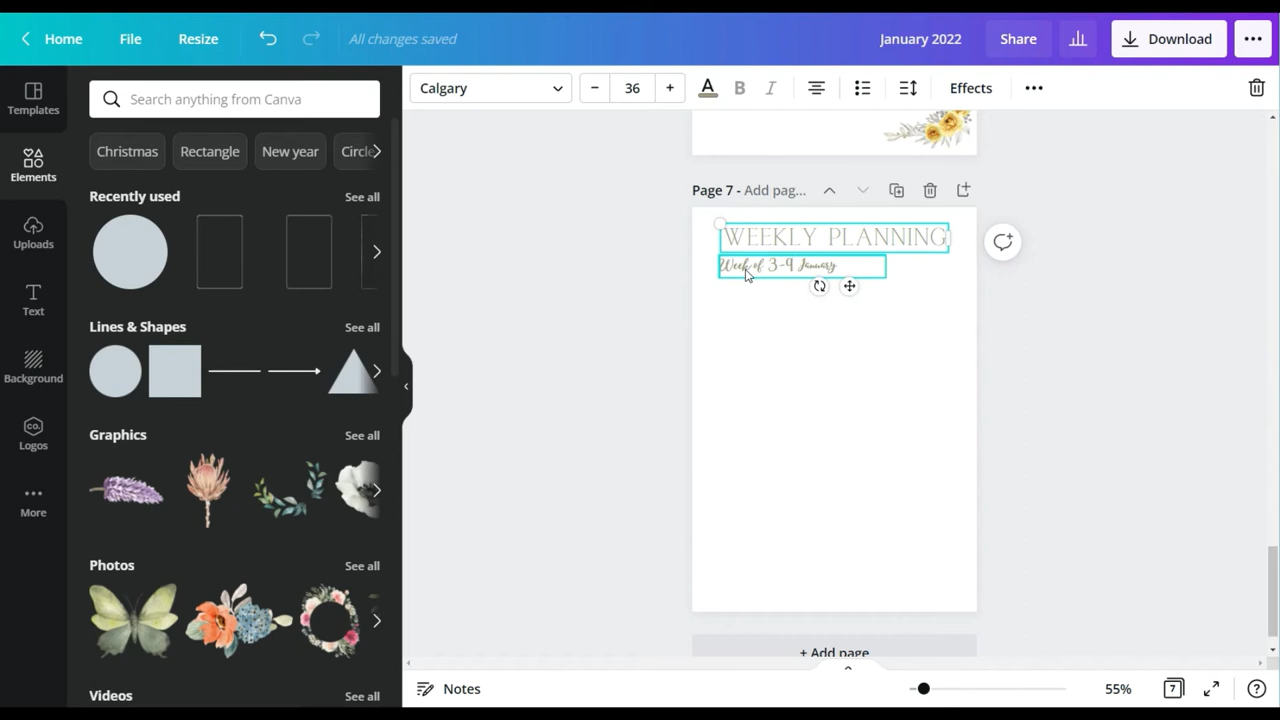 Home File Resize All changes saved January 2022 Share Download
Templates
Elements
Uploads
Text
Background
CO.
Logos
More
Search anything from Canva
Christmas Rectangle New year Circle
Recently used See all
Lines & Shapes See all
Graphics See all
Photos See all
Videos See all
Calgary 36 A B I Effects
Page 7 - Add pag...
WEEKLY PLANNING
Week of 3-9 January
+ Add page
Notes 55% 7 ?